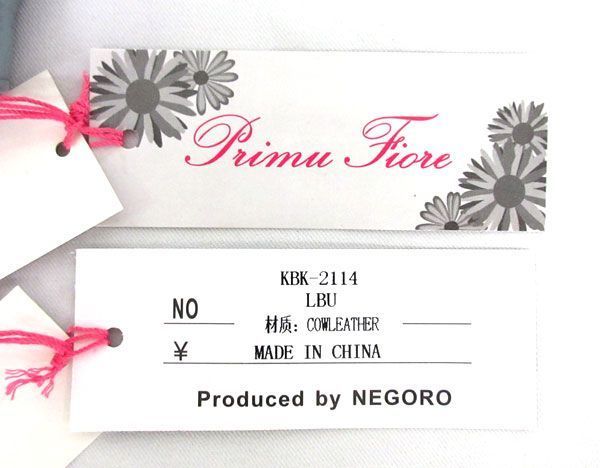 Primu Fiore
KBK-2114
NO LBU
材质: COWLEATHER
¥ MADE IN CHINA
Produced by NEGORO